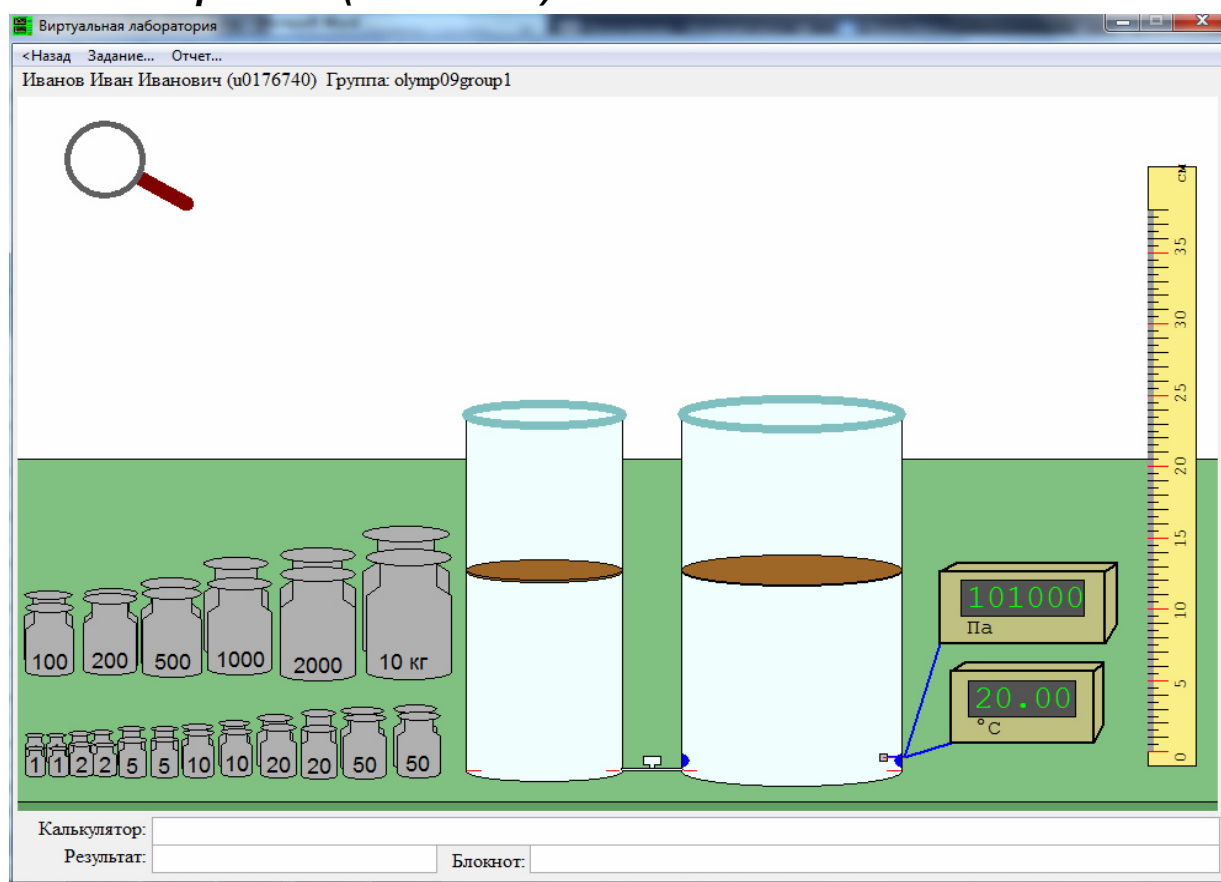 Виртуальная лаборатория
<Назад Задание... Отчет...
Иванов Иван Иванович (u0176740) Группа: olymp09group1
см
35
30
25
20
15
10
5
0
101000
Па
20.00
°C
100 200 500 1000 2000 10 кг
1 1 2 2 5 5 10 10 20 20 50 50
Калькулятор:
Результат:
Блокнот: